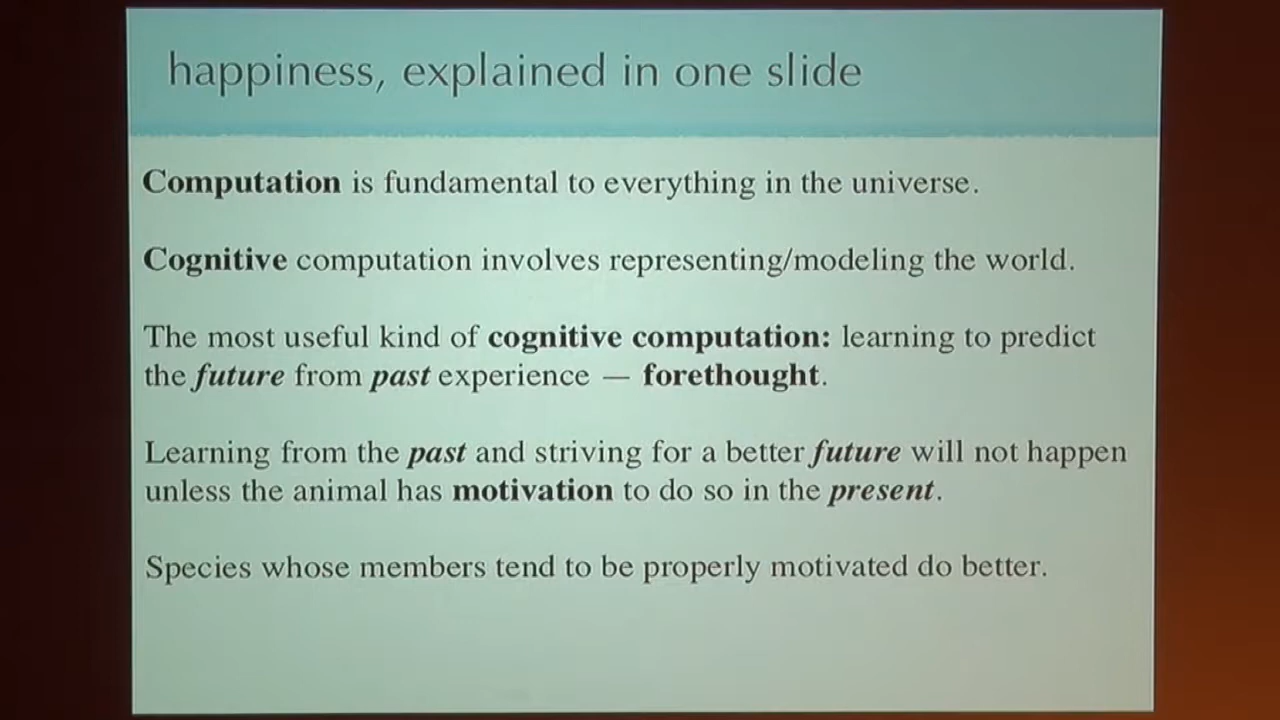 happiness, explained in one slide
Computation is fundamental to everything in the universe.
Cognitive computation involves representing/modeling the world.
The most useful kind of cognitive computation: learning to predict
the future from past experience — forethought.
Learning from the past and striving for a better future will not happen
unless the animal has motivation to do so in the present.
Species whose members tend to be properly motivated do better.